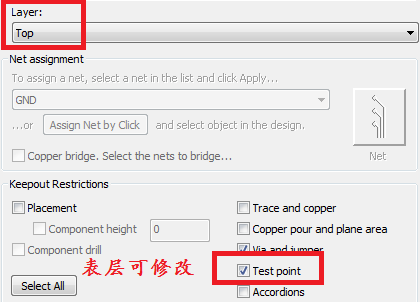 Layer:
Top
Net assignment
To assign a net, select a net in the list and click Apply...
GND
...or Assign Net by Click and select object in the design.
Copper bridge. Select the nets to bridge...
Net
Keepout Restrictions
Placement
Trace and copper
Component height 0
Copper pour and plane area
Component drill
Via and jumper
表层可修改
Test point
Select All
Accordions